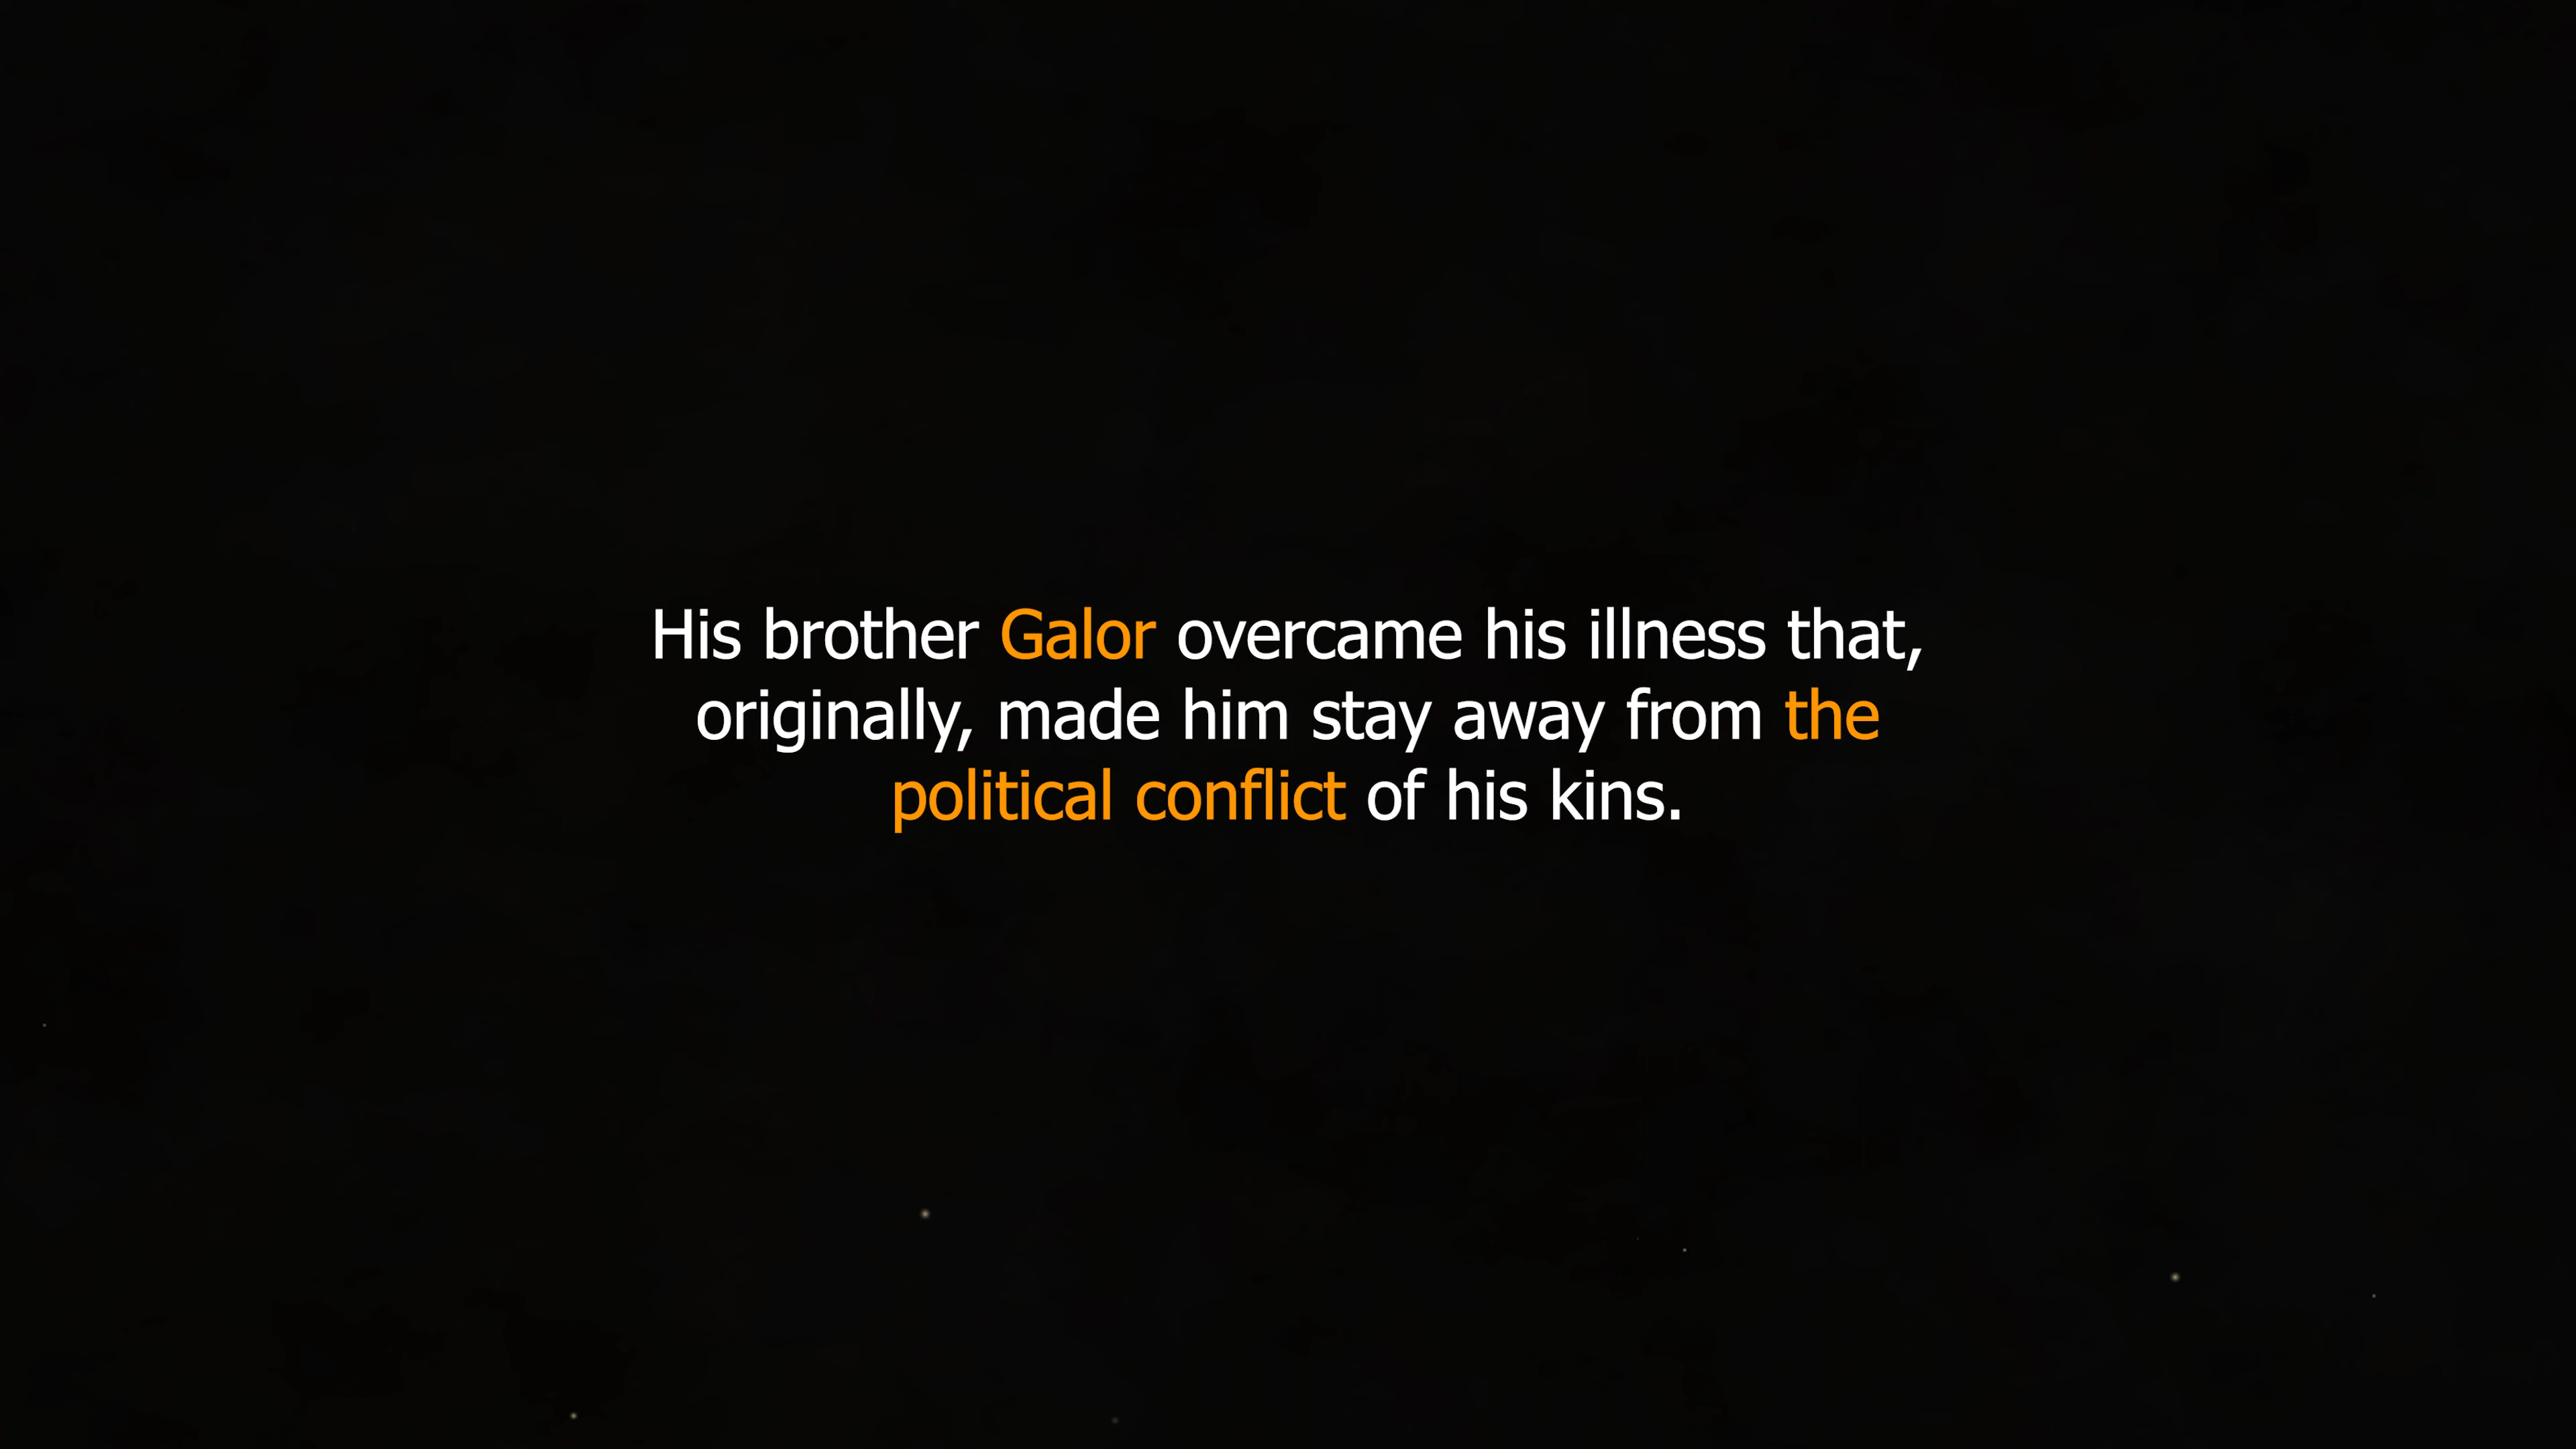 His brother Galor overcame his illness that,
originally, made him stay away from the
political conflict of his kins.